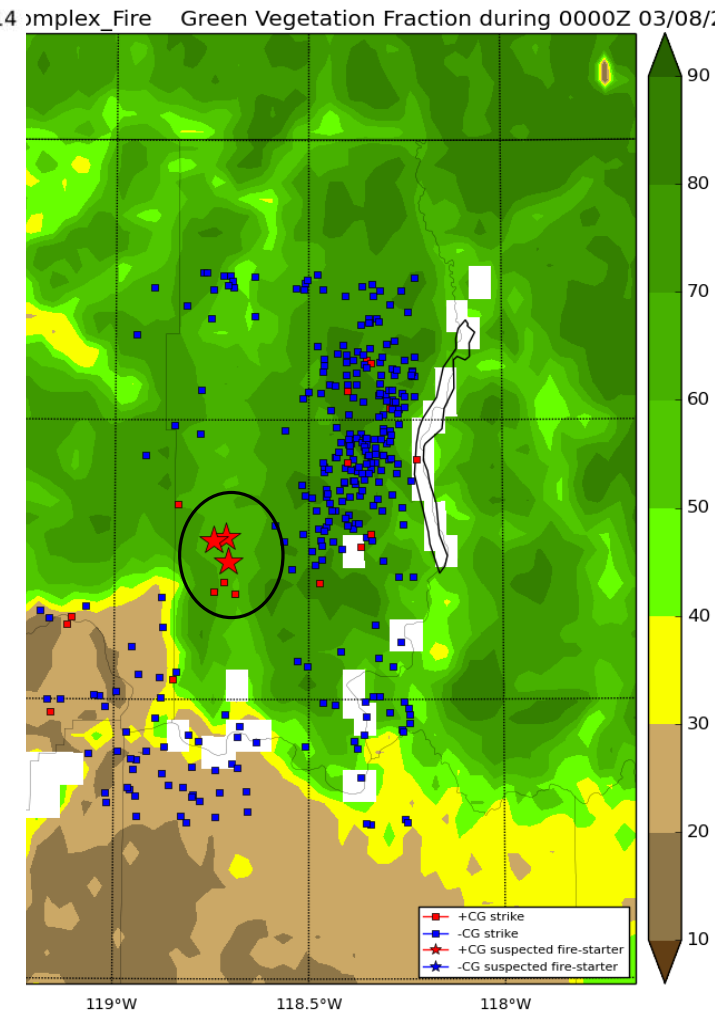 14 omplex_Fire Green Vegetation Fraction during 0000Z 03/08/2
90
80
70
60
50
40
30
20
10
+CG strike
-CG strike
+CG suspected fire-starter
-CG suspected fire-starter
119°W 118.5°W 118°W